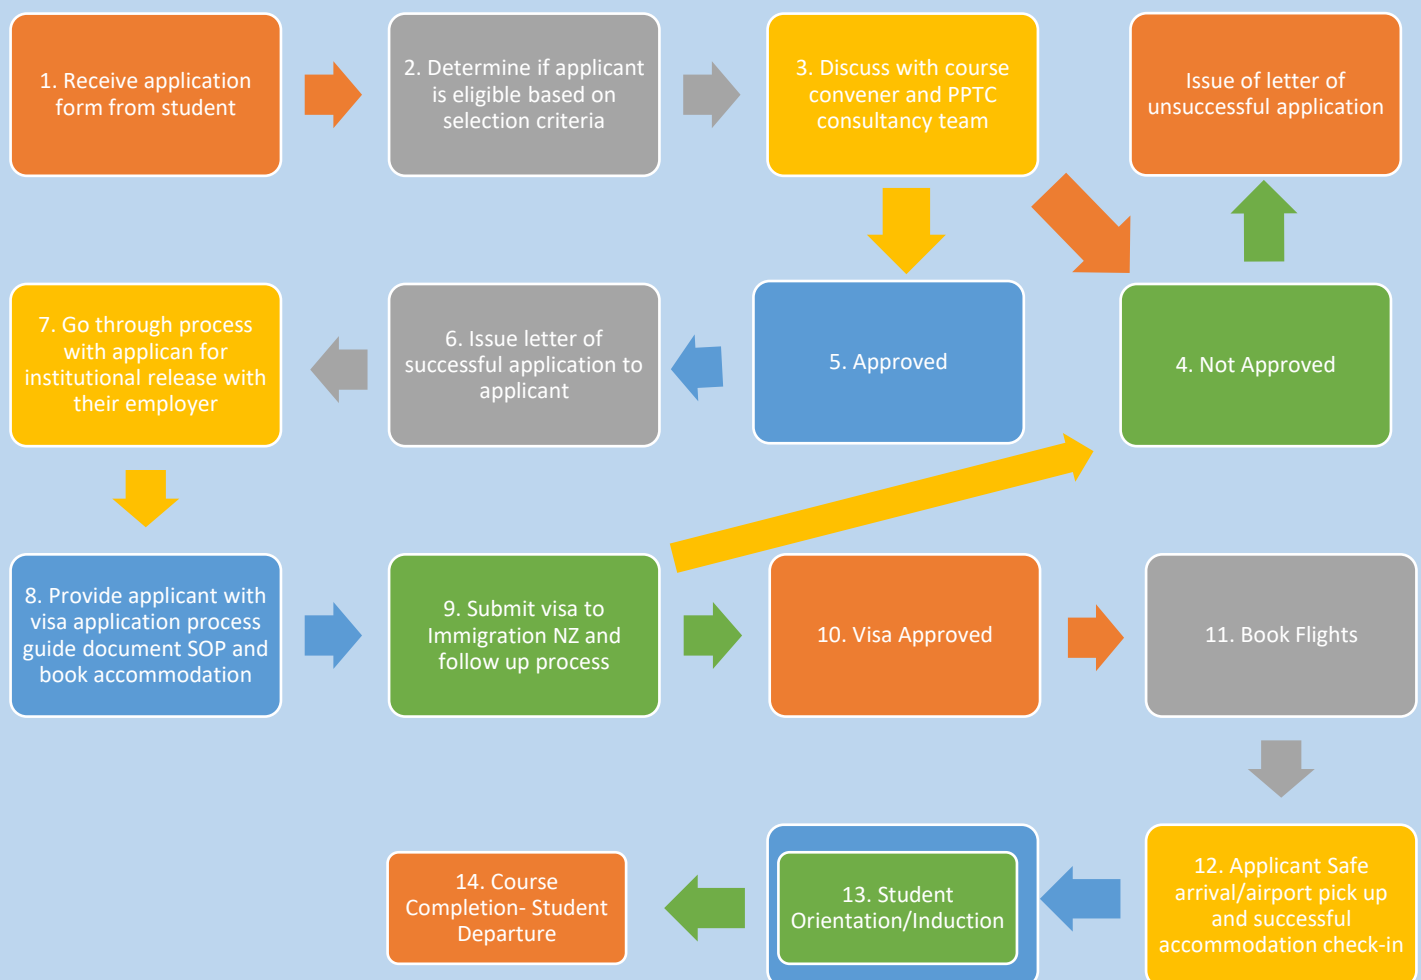 1. Receive application
form from student
2. Determine if applicant
is eligible based on
selection criteria
3. Discuss with course
convener and PPTC
consultancy team
Issue of letter of
unsuccessful application
7. Go through process
with applican for
institutional release with
their employer
6. Issue letter of
successful application to
applicant
5. Approved
4. Not Approved
8. Provide applicant with
visa application process
guide document SOP and
book accommodation
9. Submit visa to
Immigration NZ and
follow up process
10. Visa Approved
11. Book Flights
14. Course
Completion- Student
Departure
13. Student
Orientation/Induction
12. Applicant Safe
arrival/airport pick up
and successful
accommodation check-in